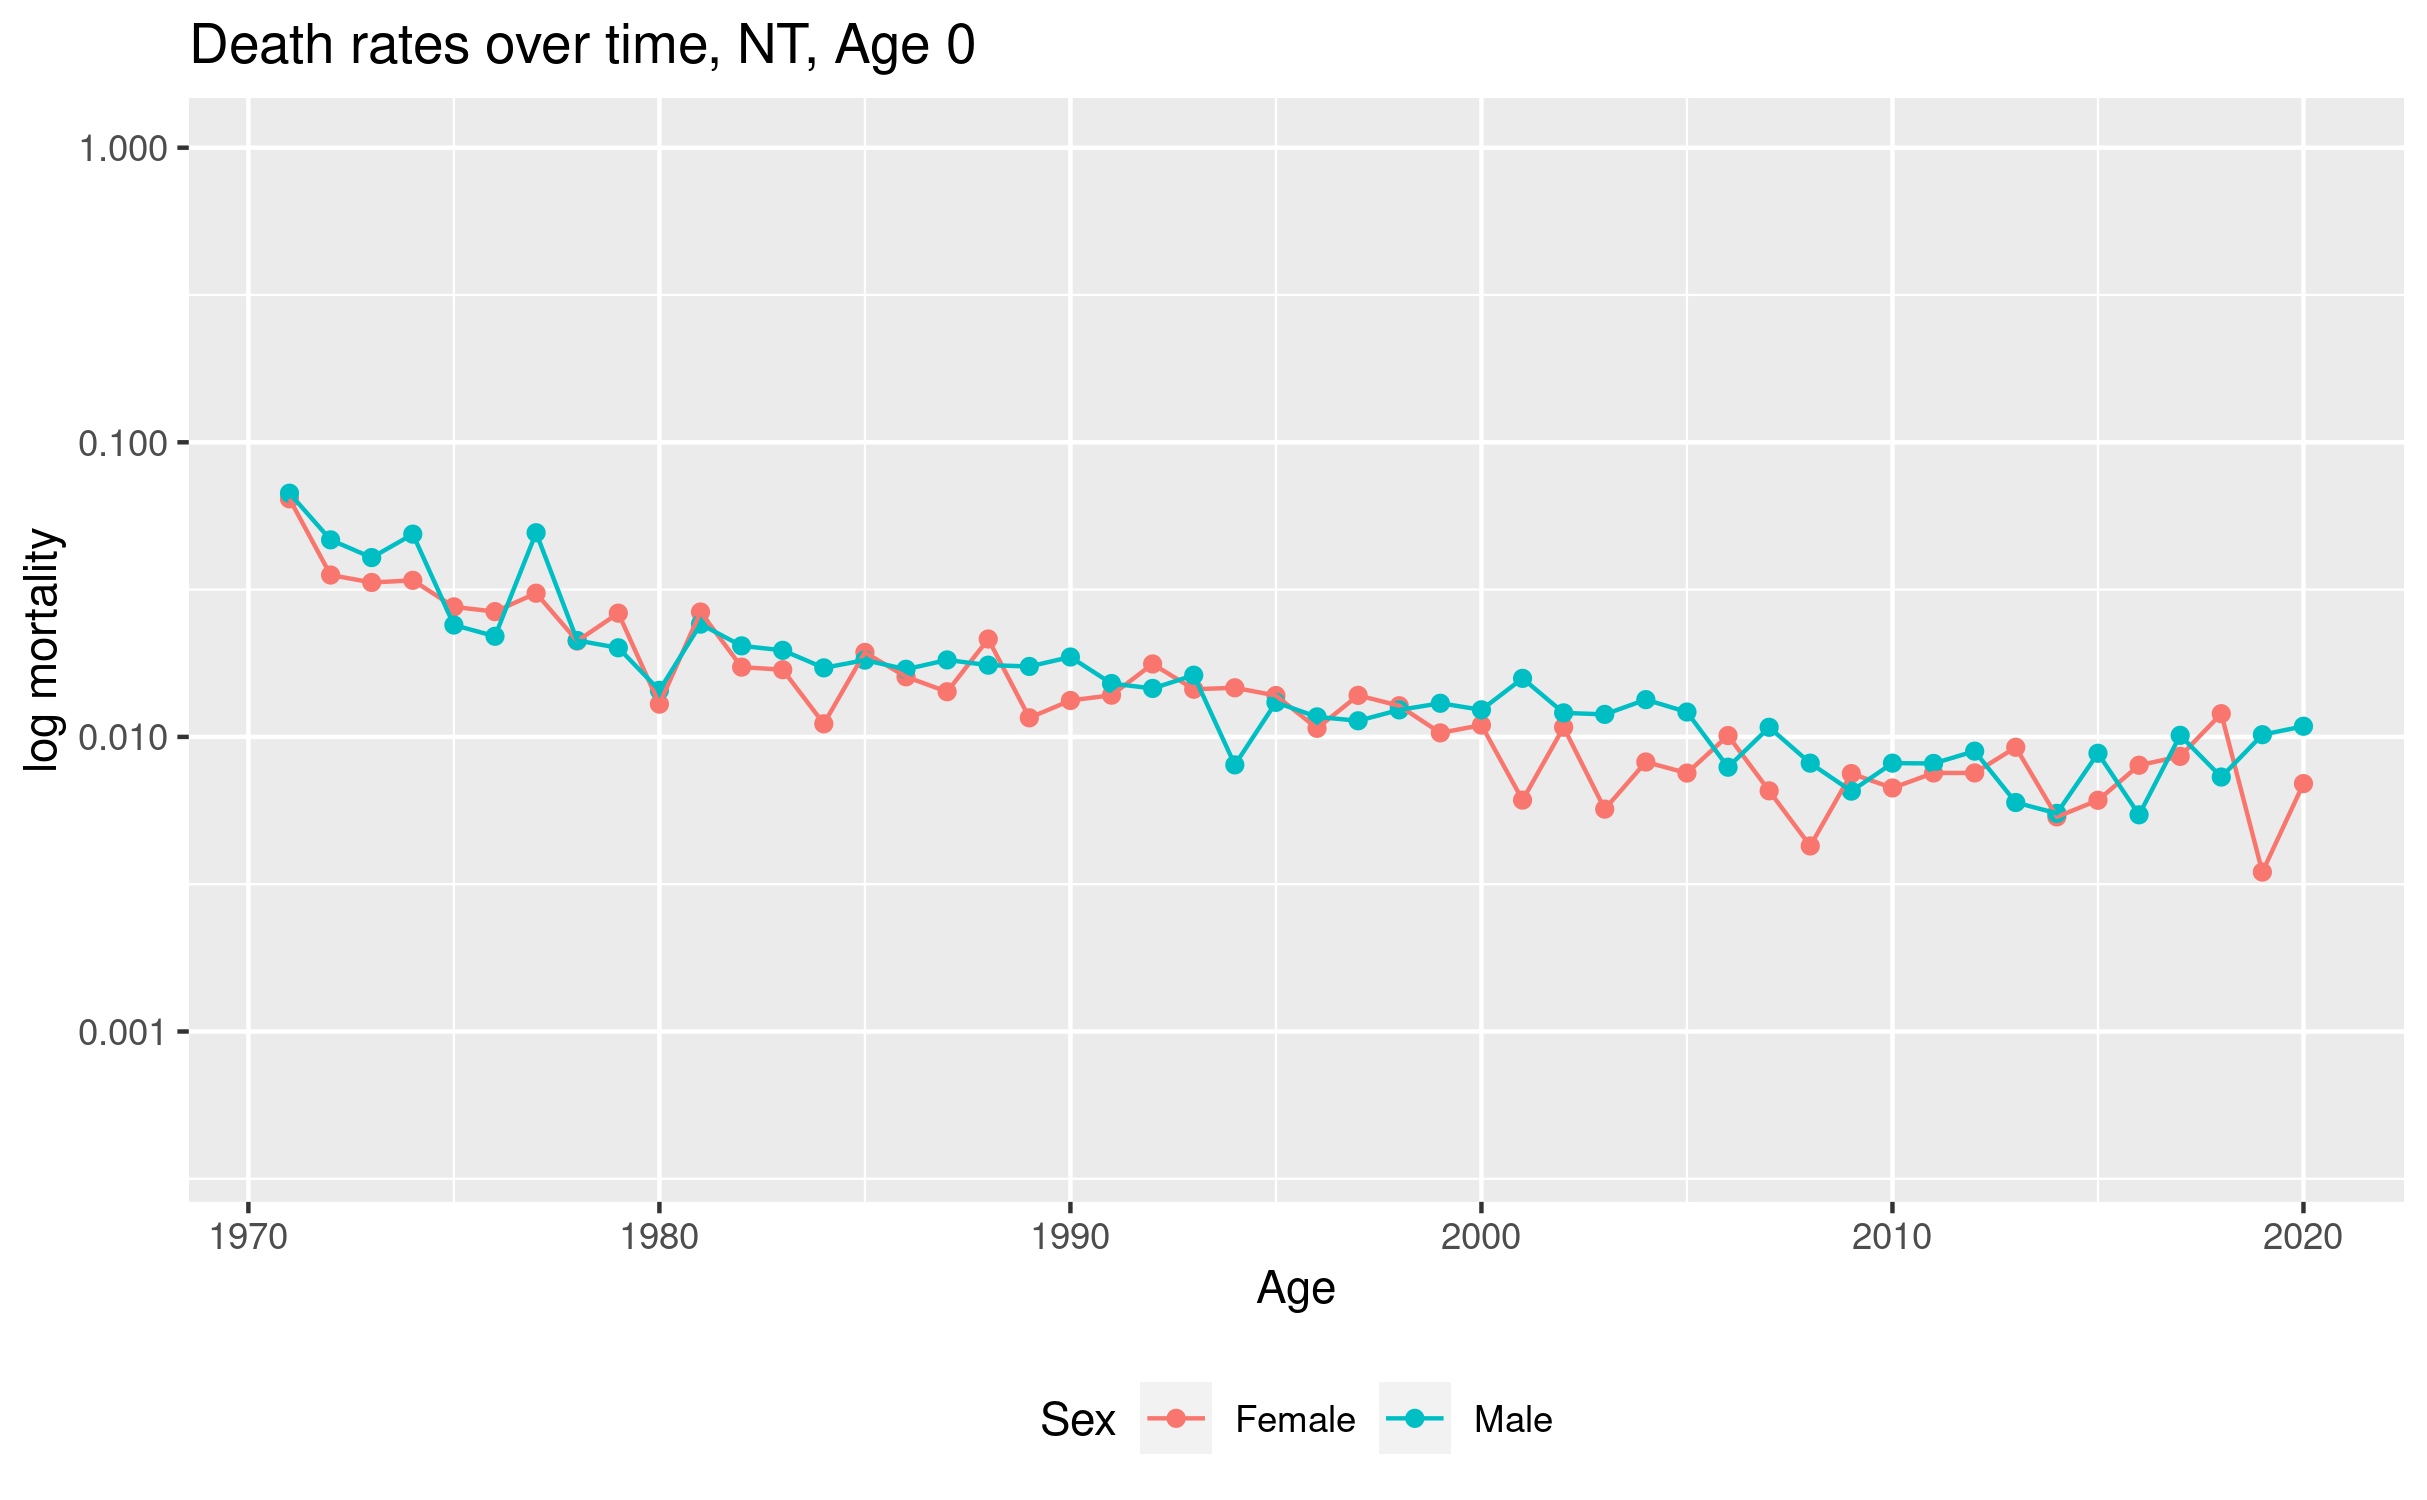 Death rates over time, NT, Age 0
log mortality
1.000
0.100
0.010
0.001
1970 1980 1990 2000 2010 2020
Age
Sex Female Male